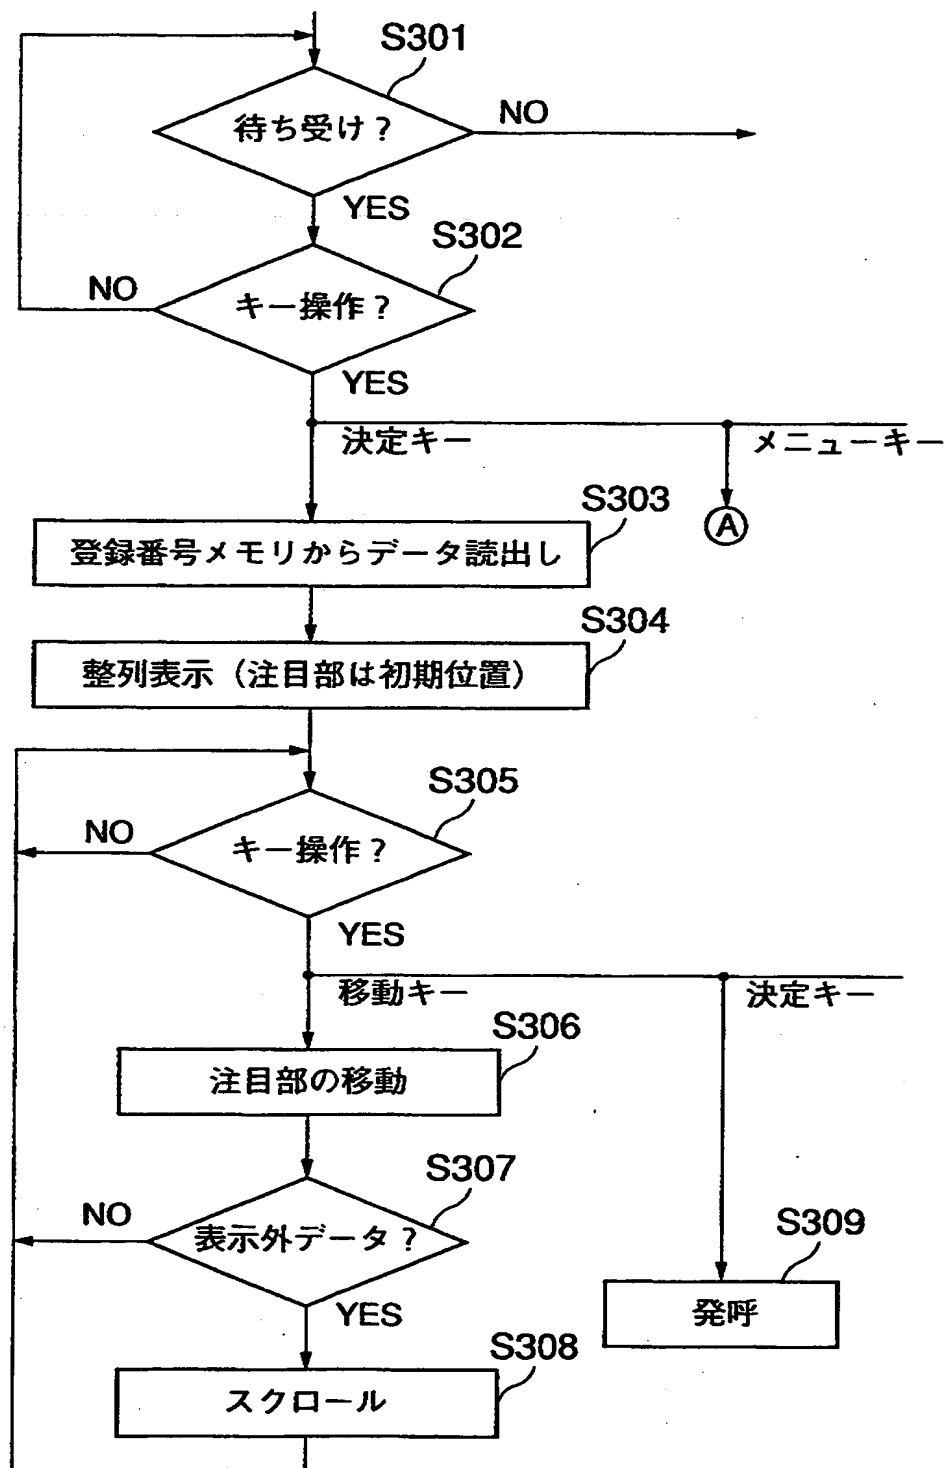 S301
待ち受け？
NO
YES
S302
キー操作？
NO
YES
決定キー
メニューキー
A
S303
登録番号メモリからデータ読出し
S304
整列表示（注目部は初期位置）
S305
キー操作？
NO
YES
移動キー
決定キー
S306
注目部の移動
S307
表示外データ？
NO
YES
S309
発呼
S308
スクロール